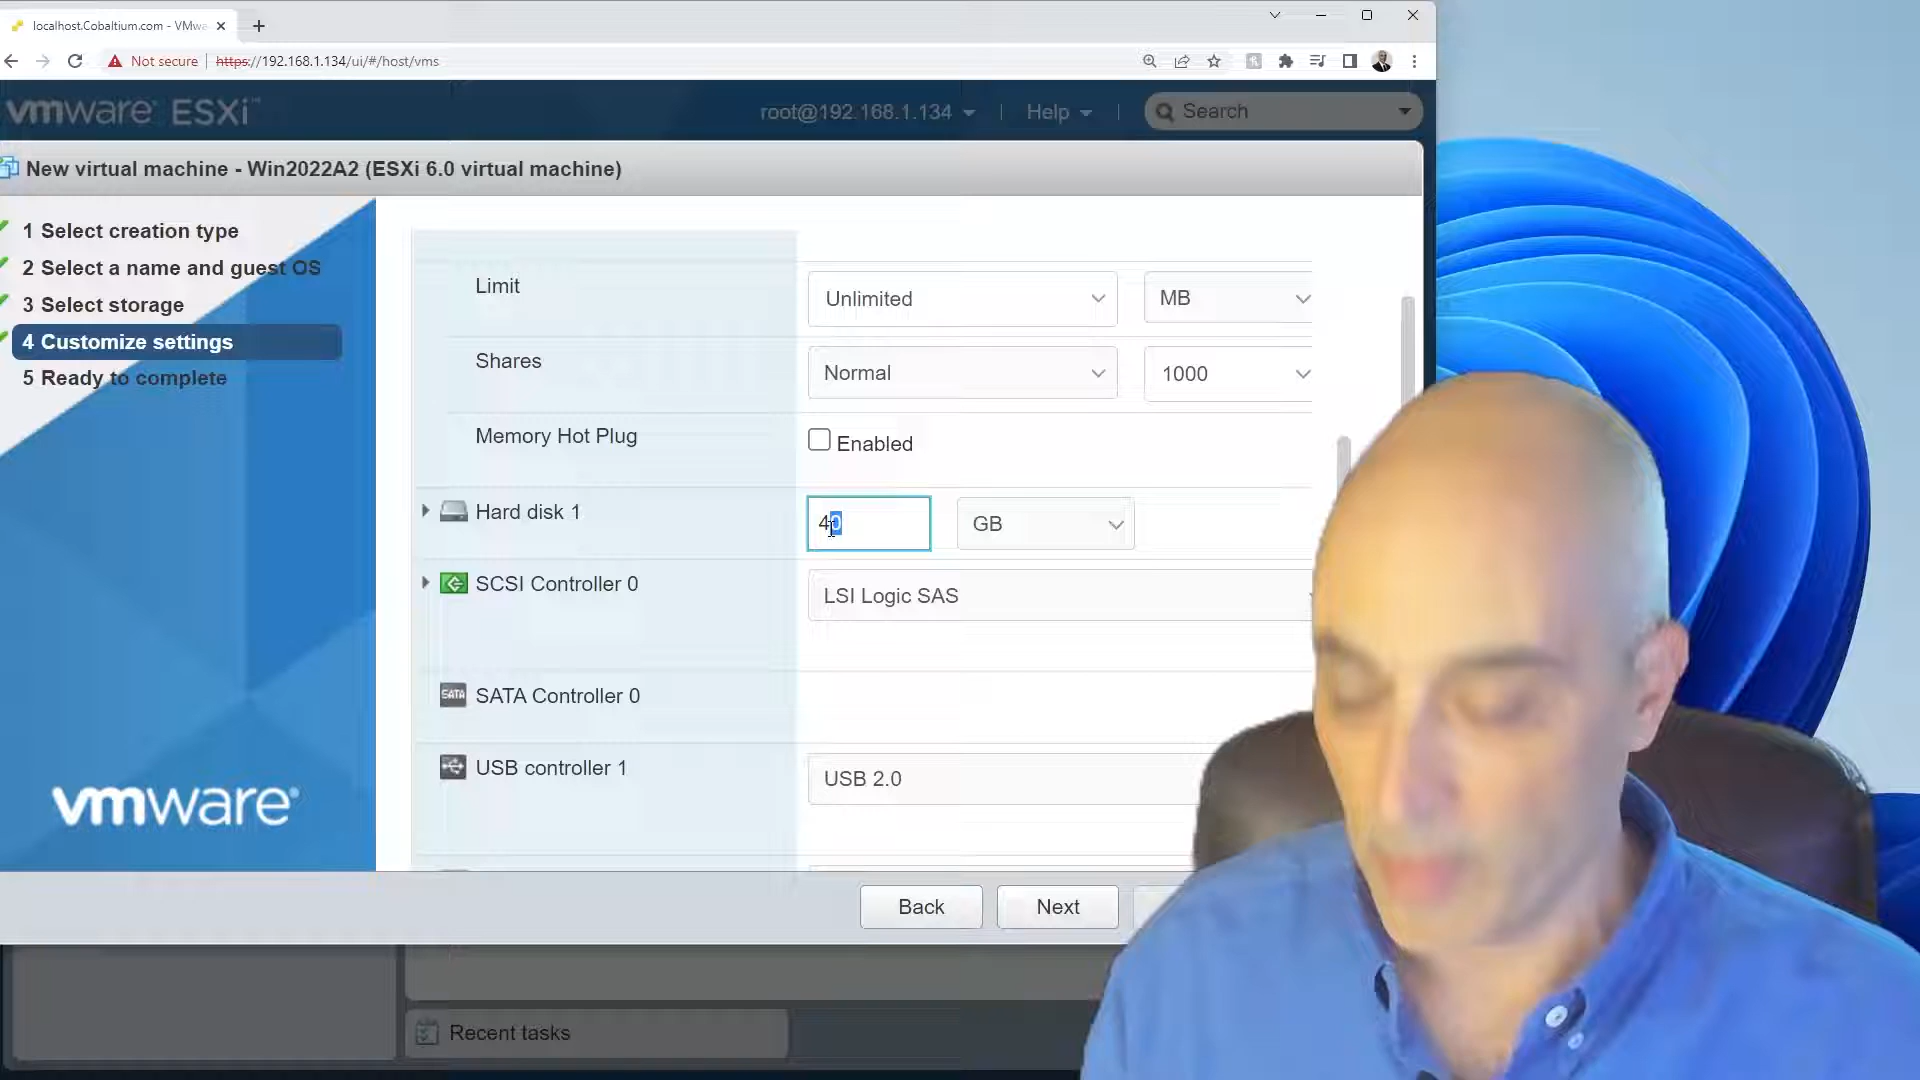 localhost.Cobaltium.com - VMwa
Not secure
https://192.168.1.134/ui/#/host/vms
vmware ESXi™
root@192.168.1.134
Help
Search
New virtual machine - Win2022A2 (ESXi 6.0 virtual machine)
1 Select creation type
2 Select a name and guest OS
3 Select storage
4 Customize settings
5 Ready to complete
Limit
Unlimited
MB
Shares
Normal
1000
Memory Hot Plug
Enabled
Hard disk 1
40
GB
SCSI Controller 0
LSI Logic SAS
SATA
SATA Controller 0
USB controller 1
USB 2.0
vmware®
Back
Next
Recent tasks